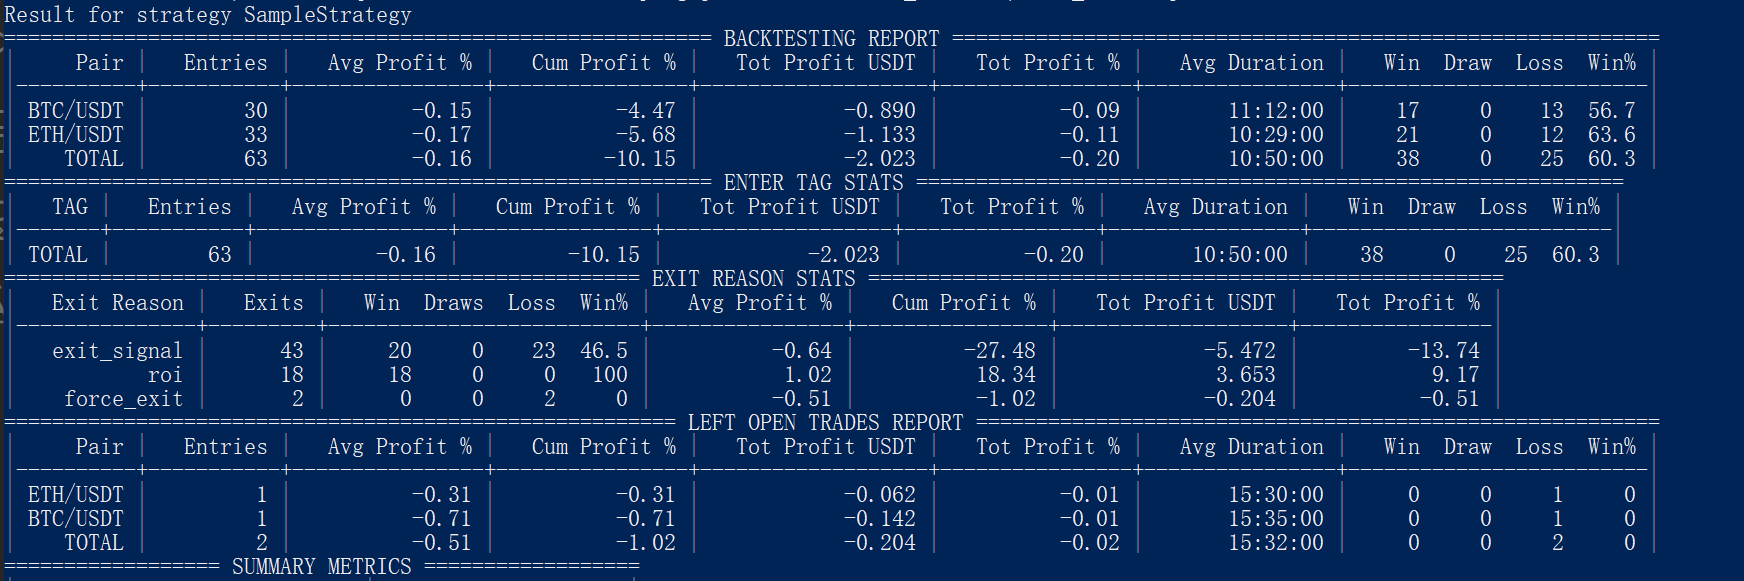 Result for strategy SampleStrategy
=========================================================== BACKTESTING REPORT ===========================================================
| Pair | Entries | Avg Profit % | Cum Profit % | Tot Profit USDT | Tot Profit % | Avg Duration | Win Draw Loss Win% |
| BTC/USDT | 30 | -0.15 | -4.47 | -0.890 | -0.09 | 11:12:00 | 17 0 13 56.7 |
| ETH/USDT | 33 | -0.17 | -5.68 | -1.133 | -0.11 | 10:29:00 | 21 0 12 63.6 |
| TOTAL | 63 | -0.16 | -10.15 | -2.023 | -0.20 | 10:50:00 | 38 0 25 60.3 |
=========================================================== ENTER TAG STATS ===========================================================
| TAG | Entries | Avg Profit % | Cum Profit % | Tot Profit USDT | Tot Profit % | Avg Duration | Win Draw Loss Win% |
| TOTAL | 63 | -0.16 | -10.15 | -2.023 | -0.20 | 10:50:00 | 38 0 25 60.3 |
===================================================== EXIT REASON STATS =====================================================
| Exit Reason | Exits | Win Draws Loss Win% | Avg Profit % | Cum Profit % | Tot Profit USDT | Tot Profit % |
| exit_signal | 43 | 20 0 23 46.5 | -0.64 | -27.48 | -5.472 | -13.74 |
| roi | 18 | 18 0 0 100 | 1.02 | 18.34 | 3.653 | 9.17 |
| force_exit | 2 | 0 0 2 0 | -0.51 | -1.02 | -0.204 | -0.51 |
======================================================== LEFT OPEN TRADES REPORT ==========================================================
| Pair | Entries | Avg Profit % | Cum Profit % | Tot Profit USDT | Tot Profit % | Avg Duration | Win Draw Loss Win% |
| ETH/USDT | 1 | -0.31 | -0.31 | -0.062 | -0.01 | 15:30:00 | 0 0 1 0 |
| BTC/USDT | 1 | -0.71 | -0.71 | -0.142 | -0.01 | 15:35:00 | 0 0 1 0 |
| TOTAL | 2 | -0.51 | -1.02 | -0.204 | -0.02 | 15:32:00 | 0 0 2 0 |
================== SUMMARY METRICS ==================